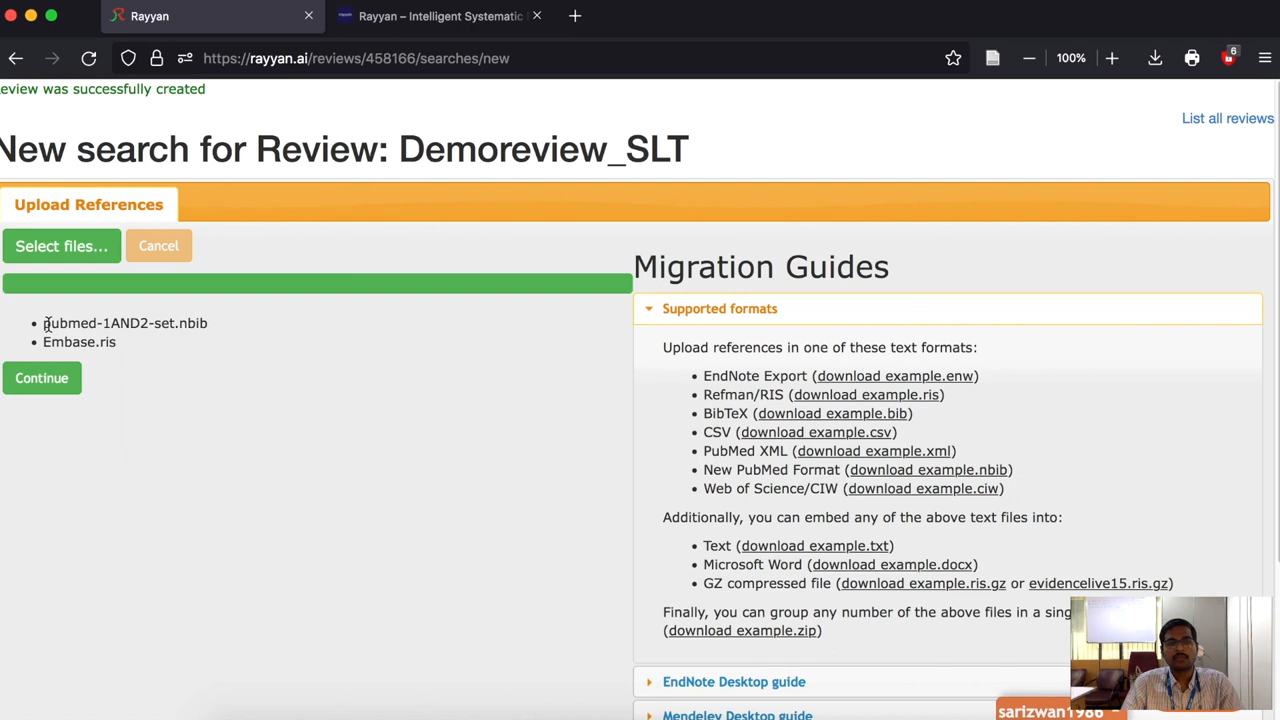 Rayyan
Rayyan – Intelligent Systematic
https://rayyan.ai/reviews/458166/searches/new
100%
6
eview was successfully created
List all reviews
New search for Review: Demoreview_SLT
Upload References
Select files...
Cancel
Migration Guides
Supported formats
pubmed-1AND2-set.nbib
Embase.ris
Continue
Upload references in one of these text formats:
EndNote Export (download example.enw)
Refman/RIS (download example.ris)
BibTeX (download example.bib)
CSV (download example.csv)
PubMed XML (download example.xml)
New PubMed Format (download example.nbib)
Web of Science/CIW (download example.ciw)
Additionally, you can embed any of the above text files into:
Text (download example.txt)
Microsoft Word (download example.docx)
GZ compressed file (download example.ris.gz or evidencelive15.ris.gz)
Finally, you can group any number of the above files in a sing
(download example.zip)
EndNote Desktop guide
Mendeley Desktop guide
sarizwan1986